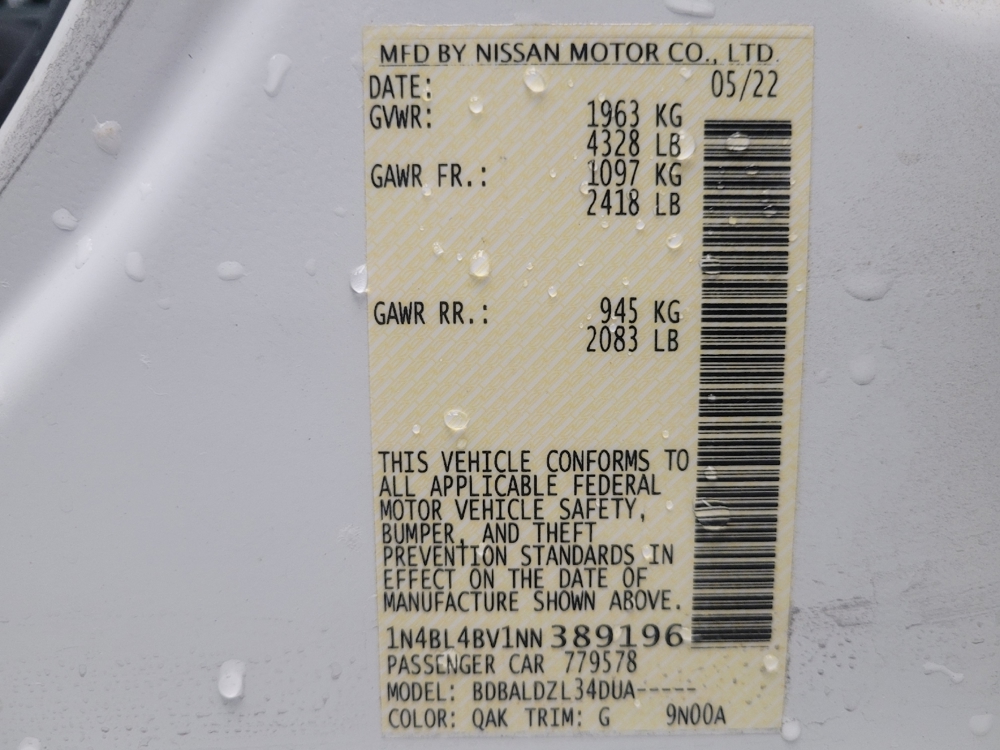 MFD BY NISSAN MOTOR CO., LTD.
DATE: 05/22
GVWR: 1963 KG
4328 LB
GAWR FR.: 1097 KG
2418 LB
GAWR RR.: 945 KG
2083 LB
THIS VEHICLE CONFORMS TO
ALL APPLICABLE FEDERAL
MOTOR VEHICLE SAFETY,
BUMPER, AND THEFT
PREVENTION STANDARDS IN
EFFECT ON THE DATE OF
MANUFACTURE SHOWN ABOVE.
1N4BL4BV1NN389196
PASSENGER CAR 779578
MODEL: BDBALDZL34DUA-----
COLOR: QAK TRIM: G 9N00A